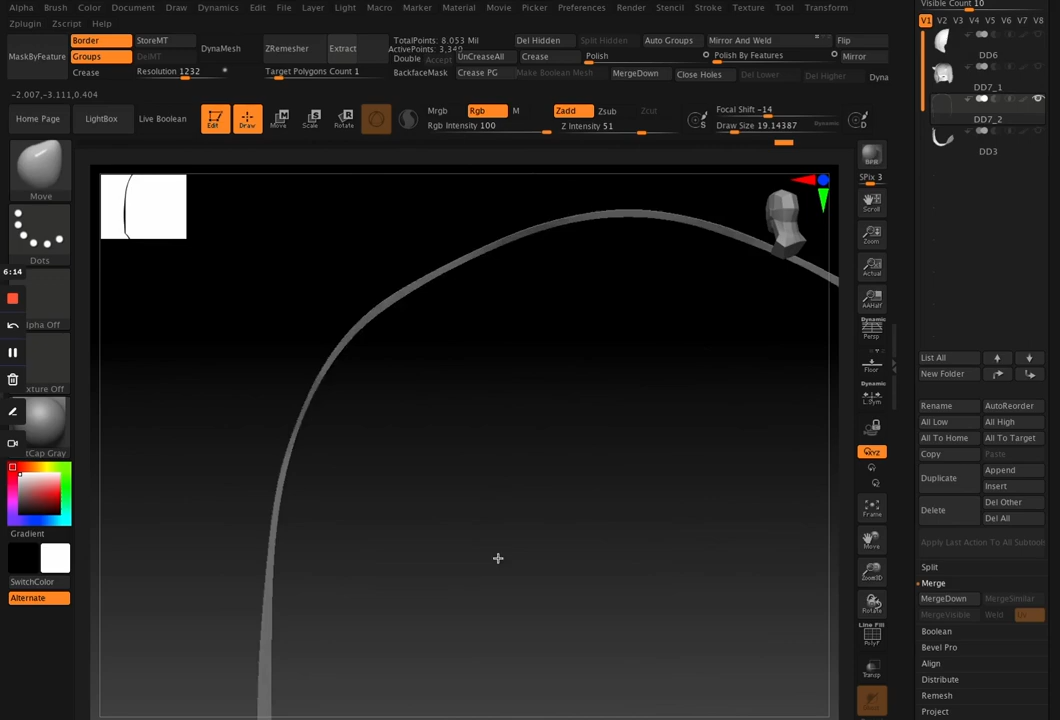 Alpha Brush Color Document Draw Dynamics Edit File Layer Light Macro Marker Material Movie Picker Preferences Render Stencil Stroke Texture Tool Transform
Zplugin Zscript Help
MaskByFeature
Border
Groups
Crease
StoreMT
DelMT
Resolution 1232
DynaMesh
ZRemesher
Extract
Target Polygons Count 1
TotalPoints: 8.053 Mil
ActivePoints: 3,340
Double
Accept
BackfaceMask
Del Hidden
Split Hidden
Auto Groups
Mirror And Weld
Flip
UnCreaseAll
Crease
Polish
Polish By Features
Mirror
Crease PG
Make Boolean Mesh
MergeDown
Close Holes
Del Lower
Del Higher
Dyna
-2.007,-3.111,0.404
Home Page
LightBox
Live Boolean
Edit
Draw
Move
Scale
Rotate
Mrgb
Rgb
M
Rgb Intensity 100
Zadd
Zsub
Zcut
Z Intensity 51
S
Focal Shift -14
Draw Size 19.14387
Dynamic
D
Move
Dots
6:14
lpha Off
xture Off
tCap Gray
Gradient
SwitchColor
Alternate
BPR
SPix 3
Scroll
Zoom
Actual
AAHalf
Dynamic
Persp
Floor
Dynamic
L.Sym
XYZ
Frame
Move
Zoom3D
Rotate
Line Fill
PolyF
Transp
Visible Count 10
V1 V2 V3 V4 V5 V6 V7 V8
DD6
DD7_1
DD7_2
DD3
List All
New Folder
Rename
AutoReorder
All Low
All High
All To Home
All To Target
Copy
Paste
Duplicate
Append
Insert
Delete
Del Other
Del All
Apply Last Action To All Subtool
Split
Merge
MergeDown
MergeSimilar
MergeVisible
Weld
Uv
Boolean
Bevel Pro
Align
Distribute
Remesh
Project